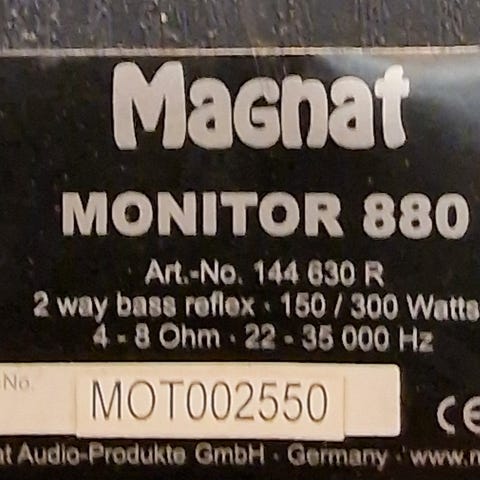 Magnat
MONITOR 880
Art.-No. 144 630 R
2 way bass reflex · 150 / 300 Watts
4 - 8 Ohm · 22 - 35 000 Hz
No.
MOT002550
CE
Audio-Produkte GmbH · Germany · www